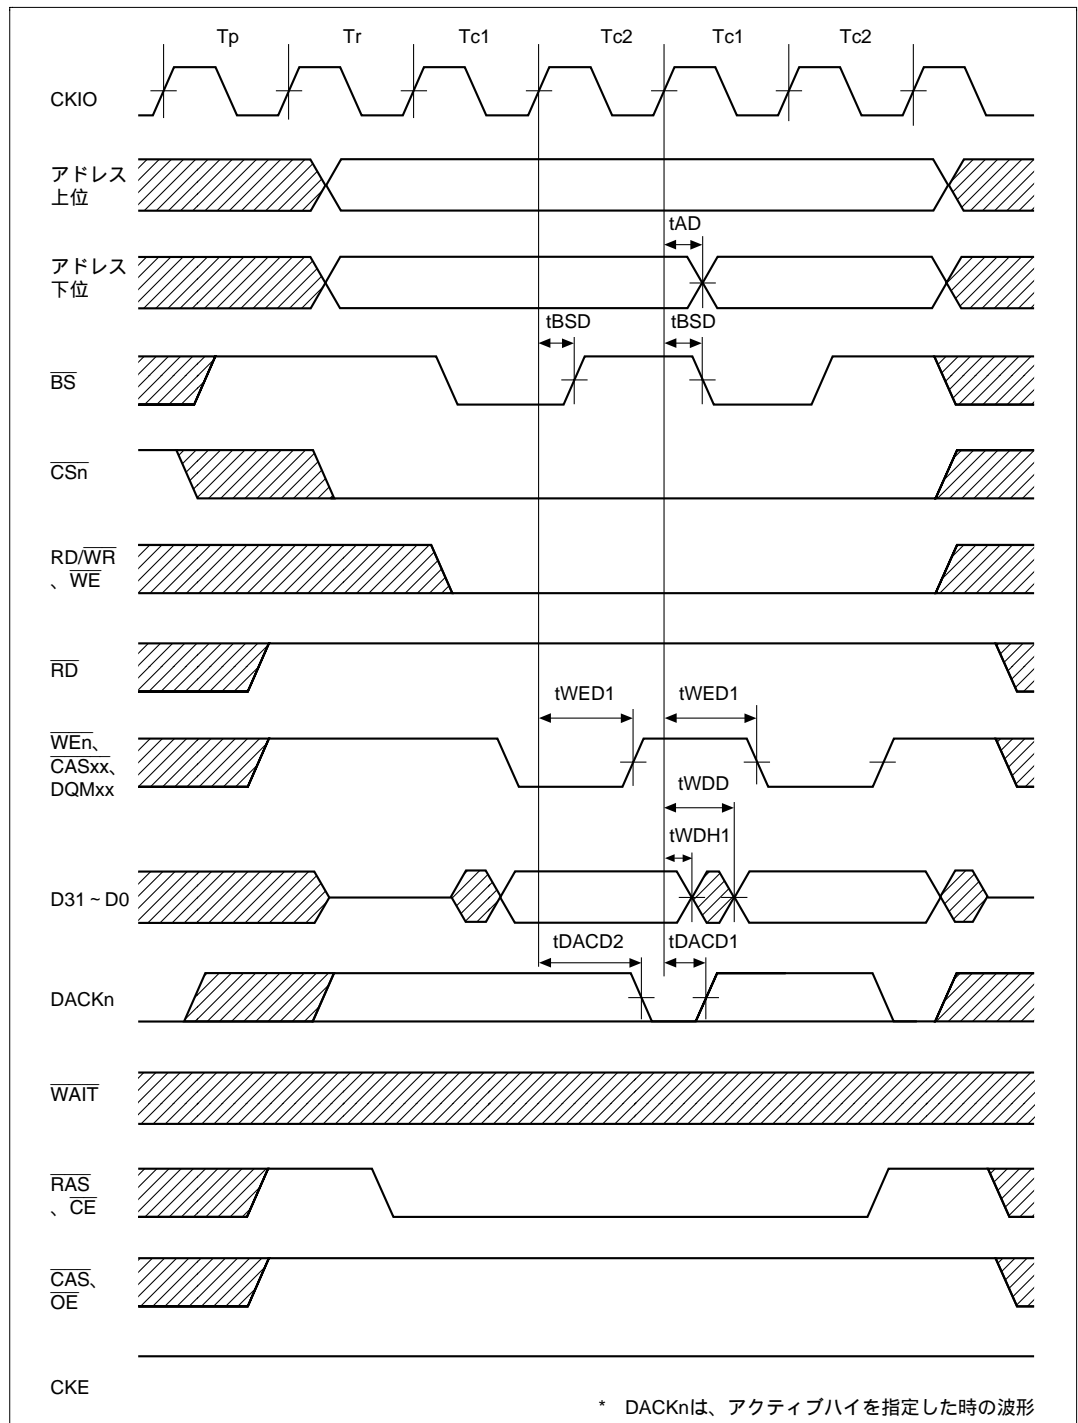 Tp Tr Tc1 Tc2 Tc1 Tc2
CKIO
アドレス
上位
tAD
アドレス
下位
tBSD tBSD
BS
CSn
RD/WR
、WE
RD
tWED1 tWED1
WEn、
CASxx、
DQMxx
tWDD
tWDH1
D31 ~ D0
tDACD2 tDACD1
DACKn
WAIT
RAS
、CE
CAS、
OE
CKE
* DACKnは、アクティブハイを指定した時の波形